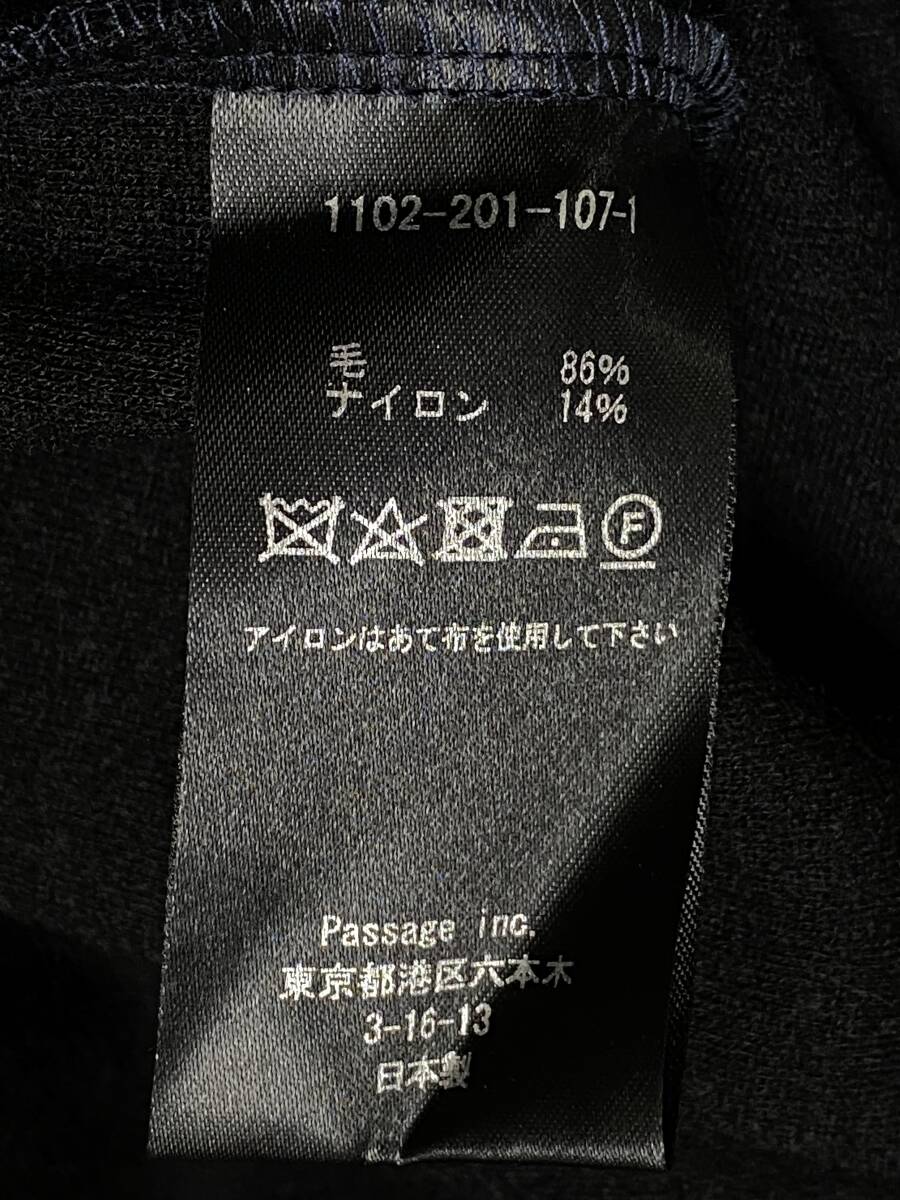 1102-201-107-1
毛 86%
ナイロン 14%
F
アイロンはあて布を使用して下さい
Passage inc.
東京都港区六本木
3-16-13
日本製